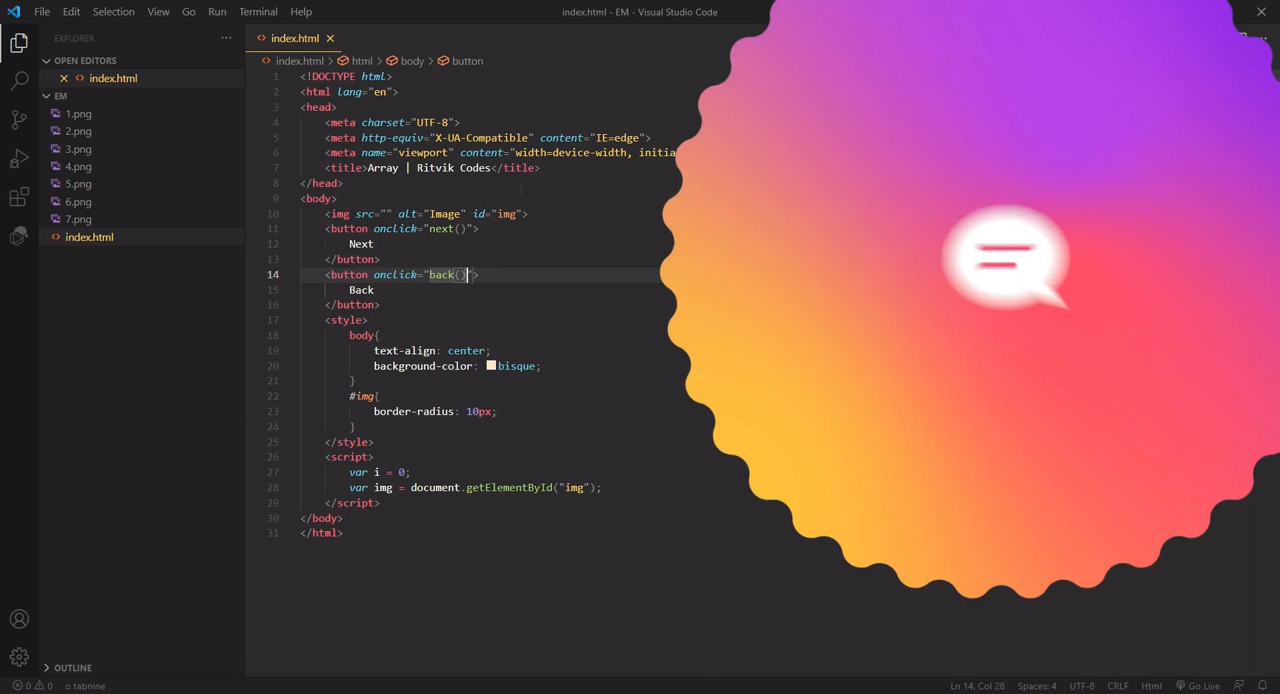 File Edit Selection View Go Run Terminal Help
index.html - EM - Visual Studio Code
EXPLORER
OPEN EDITORS
index.html
EM
1.png
2.png
3.png
4.png
5.png
6.png
7.png
index.html
OUTLINE
index.html
index.html > html > body > button
1 <!DOCTYPE html>
2 <html lang="en">
3 <head>
4 <meta charset="UTF-8">
5 <meta http-equiv="X-UA-Compatible" content="IE=edge">
6 <meta name="viewport" content="width=device-width, initia
7 <title>Array | Ritvik Codes</title>
8 </head>
9 <body>
10 <img src="" alt="Image" id="img">
11 <button onclick="next()">
12 Next
13 </button>
14 <button onclick="back()">
15 Back
16 </button>
17 <style>
18 body{
19 text-align: center;
20 background-color: bisque;
21 }
22 #img{
23 border-radius: 10px;
24 }
25 </style>
26 <script>
27 var i = 0;
28 var img = document.getElementById("img");
29 </script>
30 </body>
31 </html>
0 0 tabnine
Ln 14, Col 28 Spaces: 4 UTF-8 CRLF Html Go Live